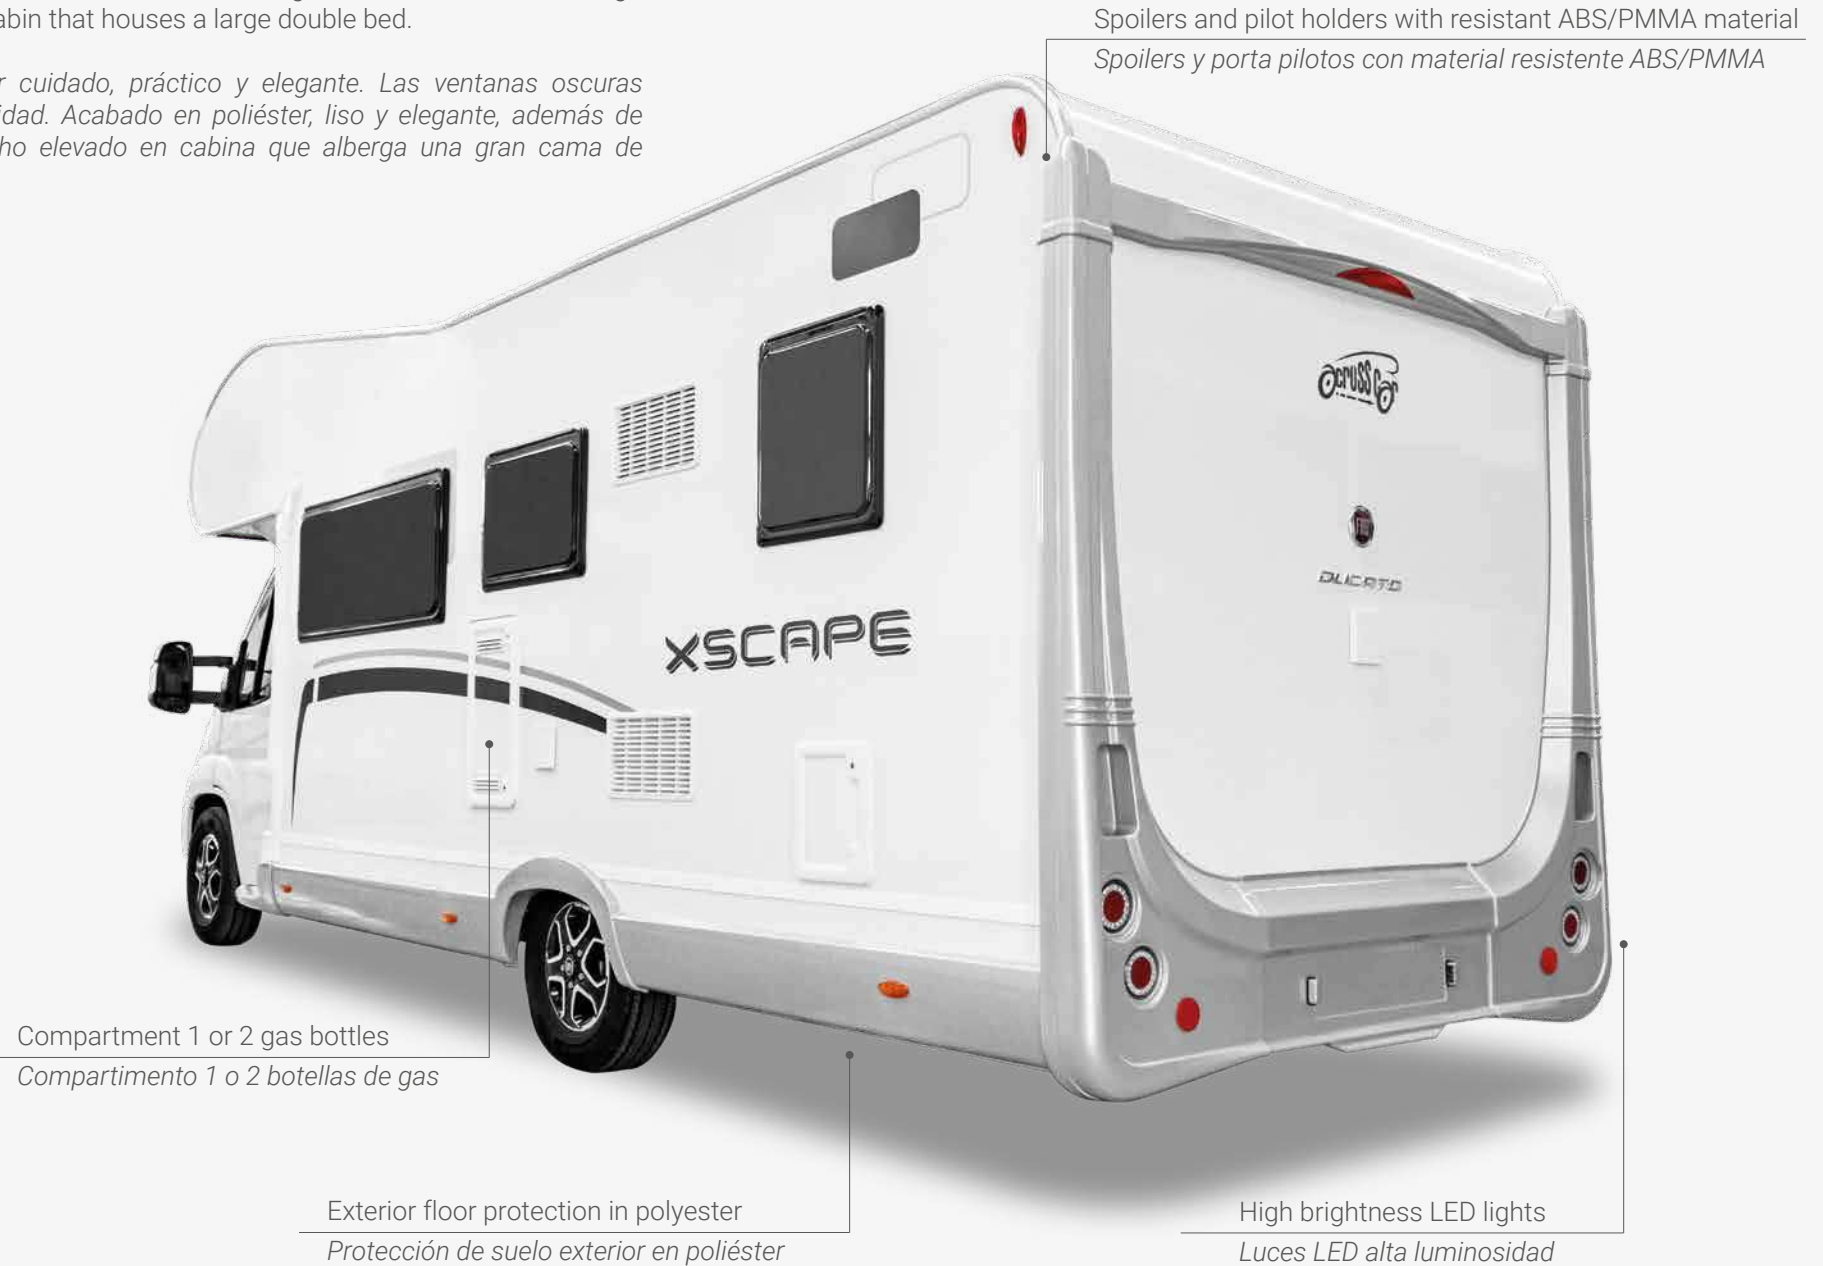 cabin that houses a large double bed.
cuidado, práctico y elegante. Las ventanas oscuras
Acabado en poliéster, liso y elegante, además de
elevado en cabina que alberga una gran cama de
Spoilers and pilot holders with resistant ABS/PMMA material
Spoilers y porta pilotos con material resistente ABS/PMMA
CrossCar
FIAT
DUCATO
XSCAPE
Compartment 1 or 2 gas bottles
Compartimento 1 o 2 botellas de gas
Exterior floor protection in polyester
Protección de suelo exterior en poliéster
High brightness LED lights
Luces LED alta luminosidad